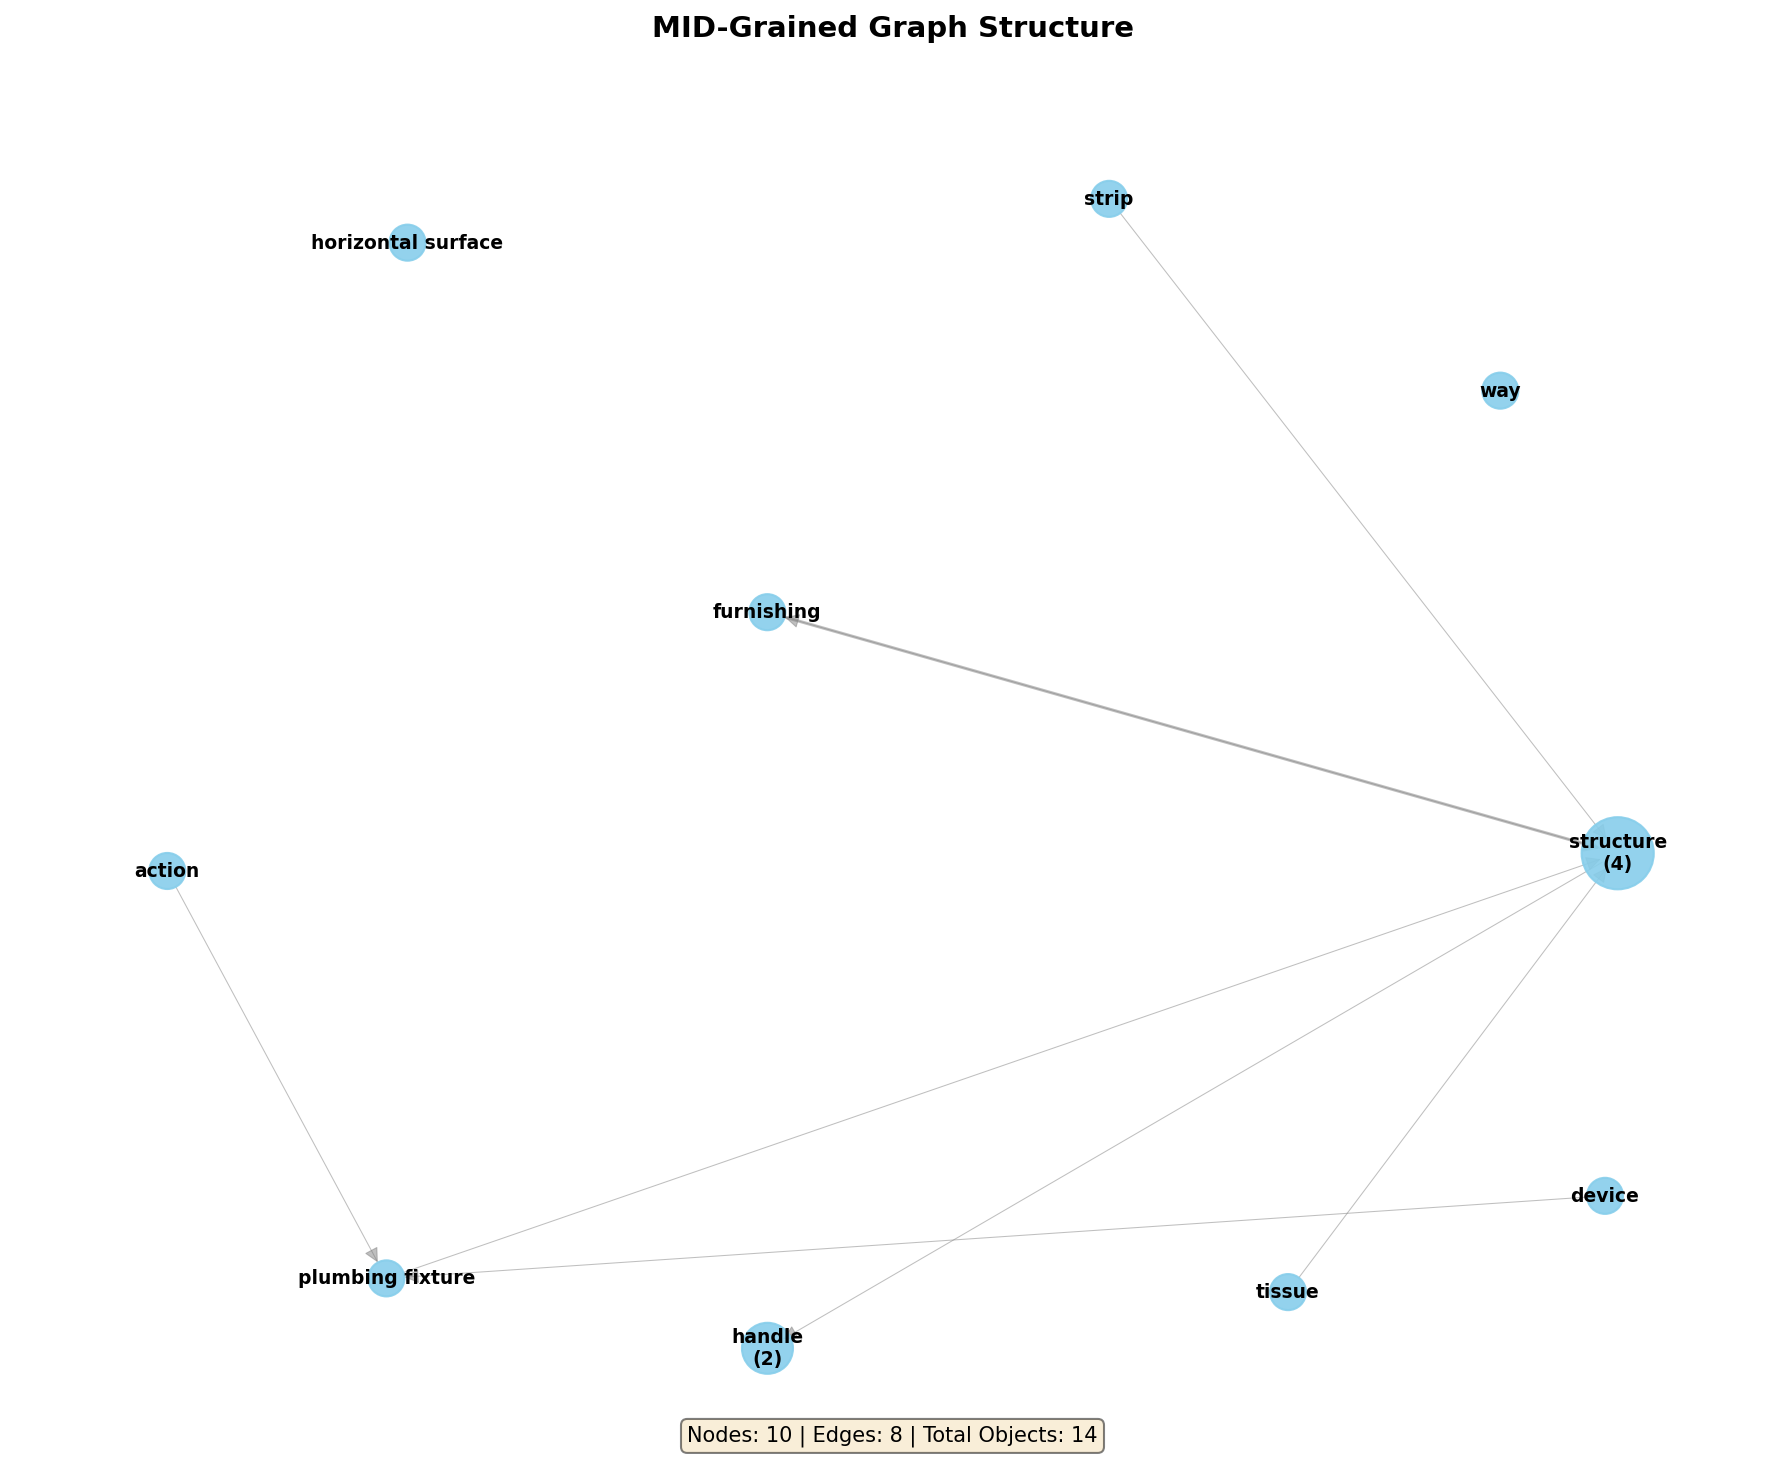 MID-Grained Graph Structure
strip
horizontal surface
way
furnishing
structure
(4)
action
device
plumbing fixture
tissue
handle
(2)
Nodes: 10 | Edges: 8 | Total Objects: 14